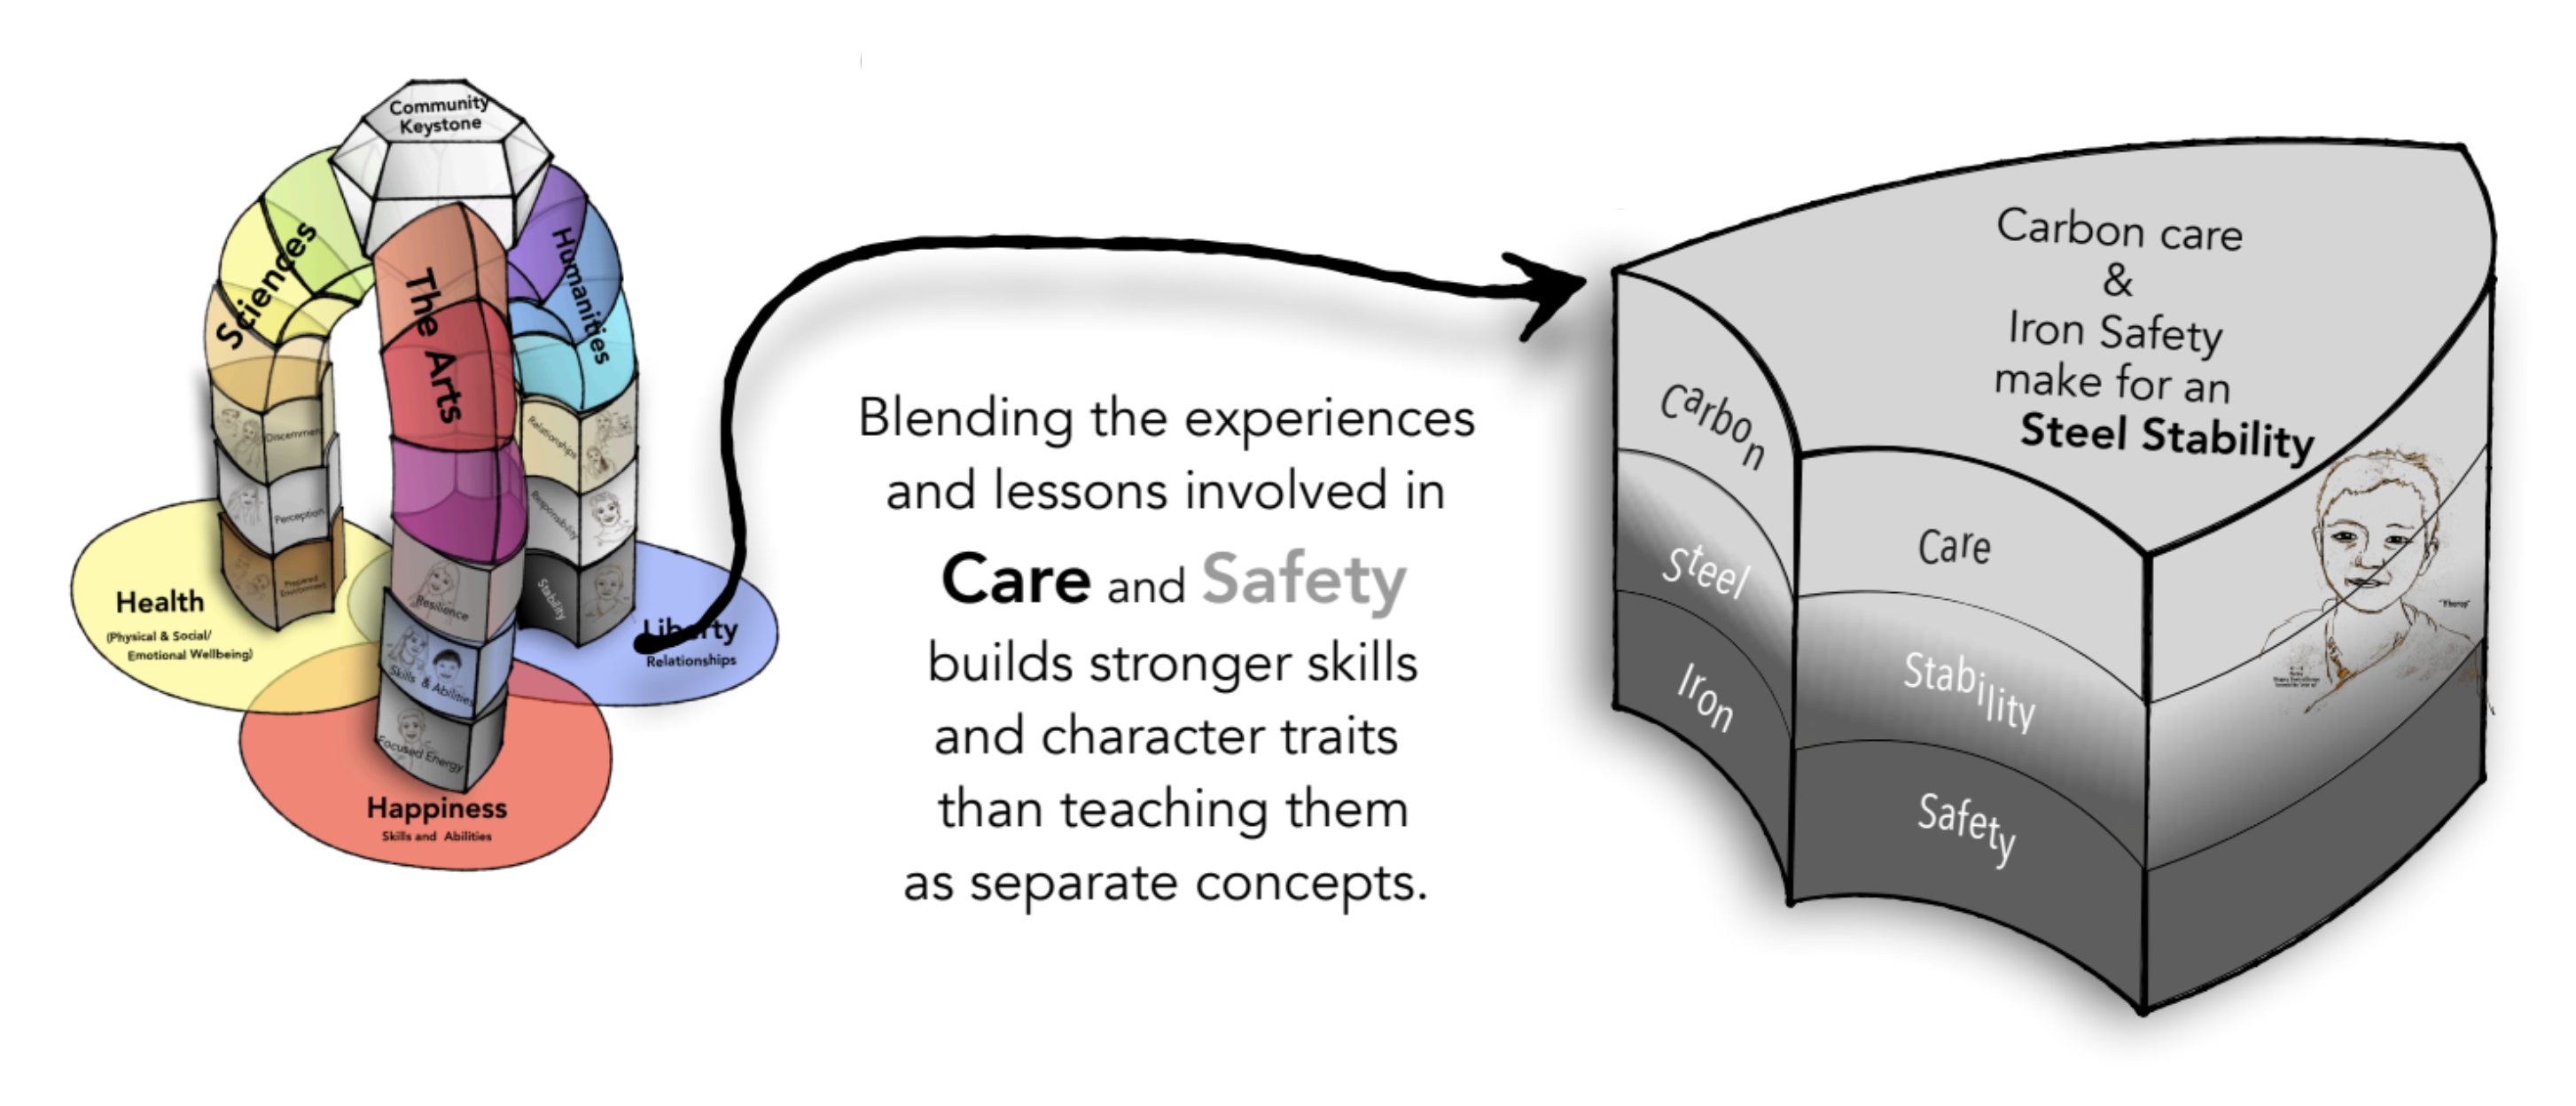 Community
Keystone
Sciences
The Arts
Humanities
Discernment
Perception
Prepared
Environment
Relationships
Responsibility
Stability
Resilience
Skills & Abilities
Focused Energy
Health
(Physical & Social/
Emotional Wellbeing)
Liberty
Relationships
Happiness
Skills and Abilities
Blending the experiences
and lessons involved in
Care and Safety
builds stronger skills
and character traits
than teaching them
as separate concepts.
Carbon care
&
Iron Safety
make for an
Steel Stability
Carbon
Steel
Iron
Care
Stability
Safety